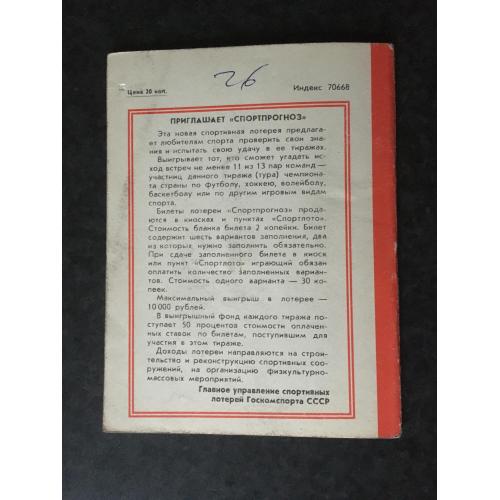 26
Цена 20 коп.
Индекс 70668
ПРИГЛАШАЕТ «СПОРТПРОГНОЗ»
Эта новая спортивная лотерея предлага-
ет любителям спорта проверить свои зна-
ния и испытать свою удачу в ее тиражах.
Выигрывает тот, кто сможет угадать ис-
ход встреч не менее 11 из 13 пар команд —
участниц данного тиража (тура) чемпиона-
та страны по футболу, хоккею, волейболу,
баскетболу или по другим игровым видам
спорта.
Билеты лотереи «Спортпрогноз» прода-
ются в киосках и пунктах «Спортлото».
Стоимость бланка билета 2 копейки. Билет
содержит шесть вариантов заполнения, два
из которых нужно заполнить обязательно.
При сдаче заполненного билета в киоск
или пункт «Спортлото» играющий обязан
оплатить количество заполненных вариан-
тов. Стоимость одного варианта — 30 ко-
пеек.
Максимальный выигрыш в лотерее —
10 000 рублей.
В выигрышный фонд каждого тиража по-
ступает 50 процентов стоимости оплачен-
ных ставок по билетам, поступившим для
участия в этом тираже.
Доходы лотереи направляются на строи-
тельство и реконструкцию спортивных соо-
ружений, на организацию физкультурно-
массовых мероприятий.
Главное управление спортивных
лотерей Госкомспорта СССР